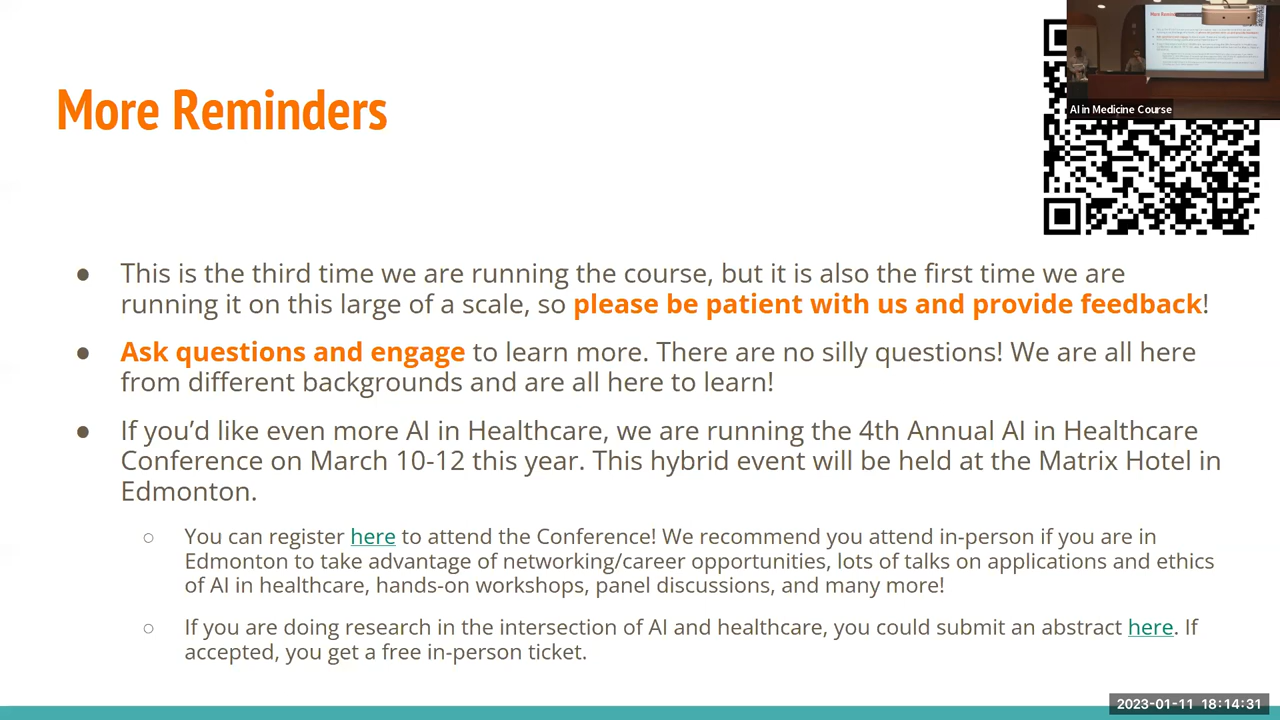 More Reminders
AI in Medicine Course
● This is the third time we are running the course, but it is also the first time we are
running it on this large of a scale, so please be patient with us and provide feedback!
● Ask questions and engage to learn more. There are no silly questions! We are all here
from different backgrounds and are all here to learn!
● If you’d like even more AI in Healthcare, we are running the 4th Annual AI in Healthcare
Conference on March 10-12 this year. This hybrid event will be held at the Matrix Hotel in
Edmonton.
○ You can register here to attend the Conference! We recommend you attend in-person if you are in
Edmonton to take advantage of networking/career opportunities, lots of talks on applications and ethics
of AI in healthcare, hands-on workshops, panel discussions, and many more!
○ If you are doing research in the intersection of AI and healthcare, you could submit an abstract here. If
accepted, you get a free in-person ticket.
2023-01-11 18:14:31